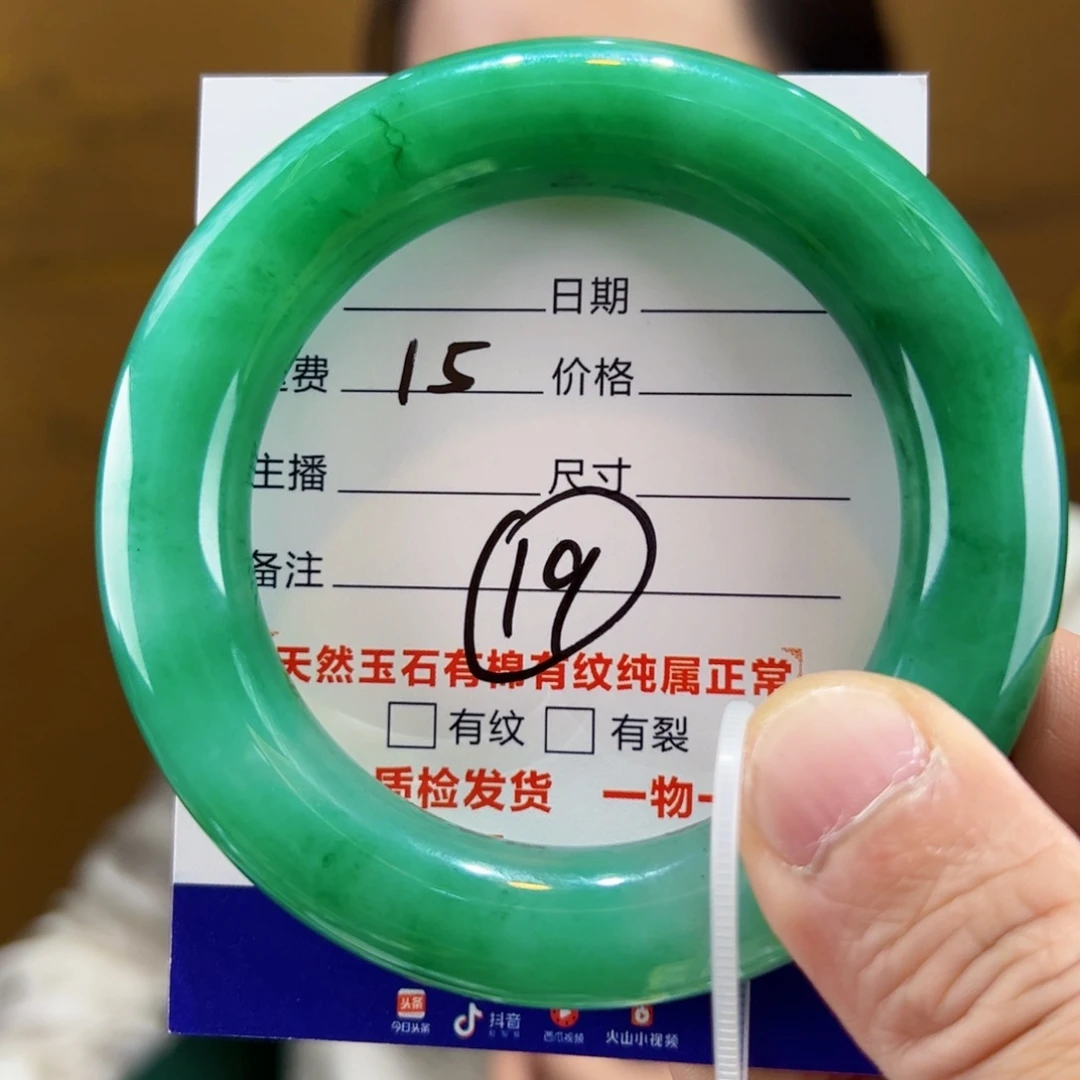 日期
费 15 价格
主播 尺寸
备注 19
天然玉石有棉有纹纯属正常
有纹 有裂
质检发货 一物一
头条
今日头条 抖音 西瓜视频 火山小视频